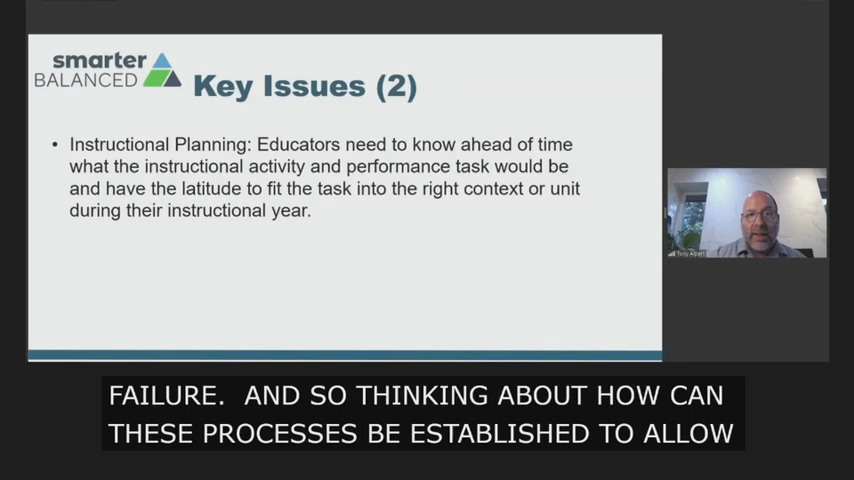 smarter
BALANCED
Key Issues (2)
• Instructional Planning: Educators need to know ahead of time
what the instructional activity and performance task would be
and have the latitude to fit the task into the right context or unit
during their instructional year.
Tony Alpert
FAILURE.  AND SO THINKING ABOUT HOW CAN
THESE PROCESSES BE ESTABLISHED TO ALLOW